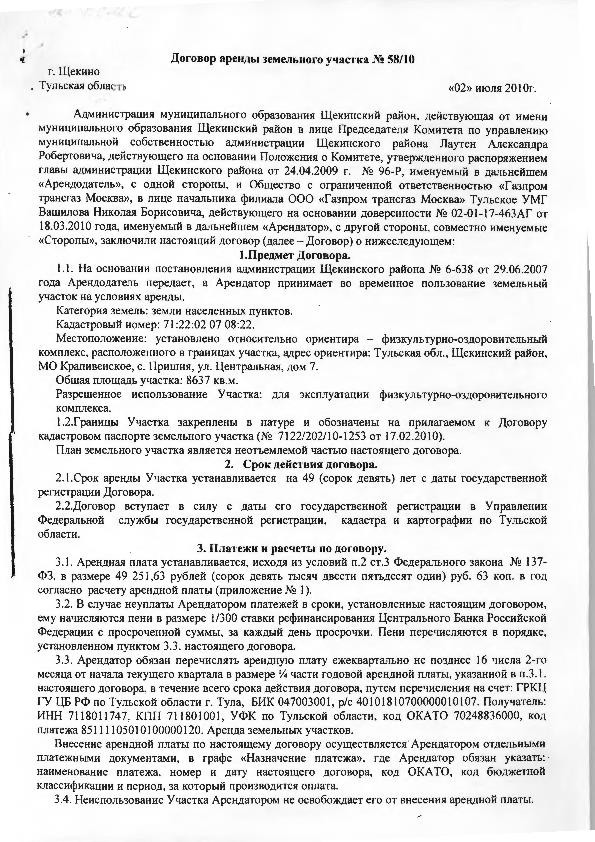 Договор аренды земельного участка № 58/10
г. Щекино
Тульская область «02» июля 2010г.
Администрация муниципального образования Щекинский район, действующая от имени
муниципального образования Щекинский район в лице Председателя Комитета по управлению
муниципальной собственностью администрации Щекинского района Лаутен Александра
Робертовича, действующего на основании Положения о Комитете, утвержденного распоряжением
главы администрации Щекинского района от 24.04.2009 г. № 96-Р, именуемый в дальнейшем
«Арендодатель», с одной стороны, и Общество с ограниченной ответственностью «Газпром
трансгаз Москва», в лице начальника филиала ООО «Газпром трансгаз Москва» Тульское УМГ
Вашилова Николая Борисовича, действующего на основании доверенности № 02-01-17-463АГ от
18.03.2010 года, именуемый в дальнейшем «Арендатор», с другой стороны, совместно именуемые
«Стороны», заключили настоящий договор (далее – Договор) о нижеследующем:
1.Предмет Договора.
1.1. На основании постановления администрации Щекинского района № 6-638 от 29.06.2007
года Арендодатель передает, а Арендатор принимает во временное пользование земельный
участок на условиях аренды.
Категория земель: земли населенных пунктов.
Кадастровый номер: 71:22:02 07 08:22.
Местоположение: установлено относительно ориентира – физкультурно-оздоровительный
комплекс, расположенного в границах участка, адрес ориентира: Тульская обл., Щекинский район,
МО Крапивенское, с. Пришня, ул. Центральная, дом 7.
Общая площадь участка: 8637 кв.м.
Разрешенное использование Участка: для эксплуатации физкультурно-оздоровительного
комплекса.
1.2.Границы Участка закреплены в натуре и обозначены на прилагаемом к Договору
кадастровом паспорте земельного участка (№ 7122/202/10-1253 от 17.02.2010).
План земельного участка является неотъемлемой частью настоящего договора.
2. Срок действия договора.
2.1.Срок аренды Участка устанавливается на 49 (сорок девять) лет с даты государственной
регистрации Договора.
2.2.Договор вступает в силу с даты его государственной регистрации в Управлении
Федеральной службы государственной регистрации, кадастра и картографии по Тульской
области.
3. Платежи и расчеты по договору.
3.1. Арендная плата устанавливается, исходя из условий п.2 ст.3 Федерального закона № 137-
ФЗ, в размере 49 251,63 рублей (сорок девять тысяч двести пятьдесят один) руб. 63 коп. в год
согласно расчету арендной платы (приложение № 1).
3.2. В случае неуплаты Арендатором платежей в сроки, установленные настоящим договором,
ему начисляются пени в размере 1/300 ставки рефинансирования Центрального Банка Российской
Федерации с просроченной суммы, за каждый день просрочки. Пени перечисляются в порядке,
установленном пунктом 3.3. настоящего договора.
3.3. Арендатор обязан перечислять арендную плату ежеквартально не позднее 16 числа 2-го
месяца от начала текущего квартала в размере ¼ части годовой арендной платы, указанной в п.3.1.
настоящего договора, в течение всего срока действия договора, путем перечисления на счет: ГРКЦ
ГУ ЦБ РФ по Тульской области г. Тула, БИК 047003001, р/с 40101810700000010107. Получатель:
ИНН 7118011747, КПП 711801001, УФК по Тульской области, код ОКАТО 70248836000, код
платежа 85111105010100000120. Аренда земельных участков.
Внесение арендной платы по настоящему договору осуществляется Арендатором отдельными
платежными документами, в графе «Назначение платежа», где Арендатор обязан указать:
наименование платежа, номер и дату настоящего договора, код ОКАТО, код бюджетной
классификации и период, за который производится оплата.
3.4. Неиспользование Участка Арендатором не освобождает его от внесения арендной платы.